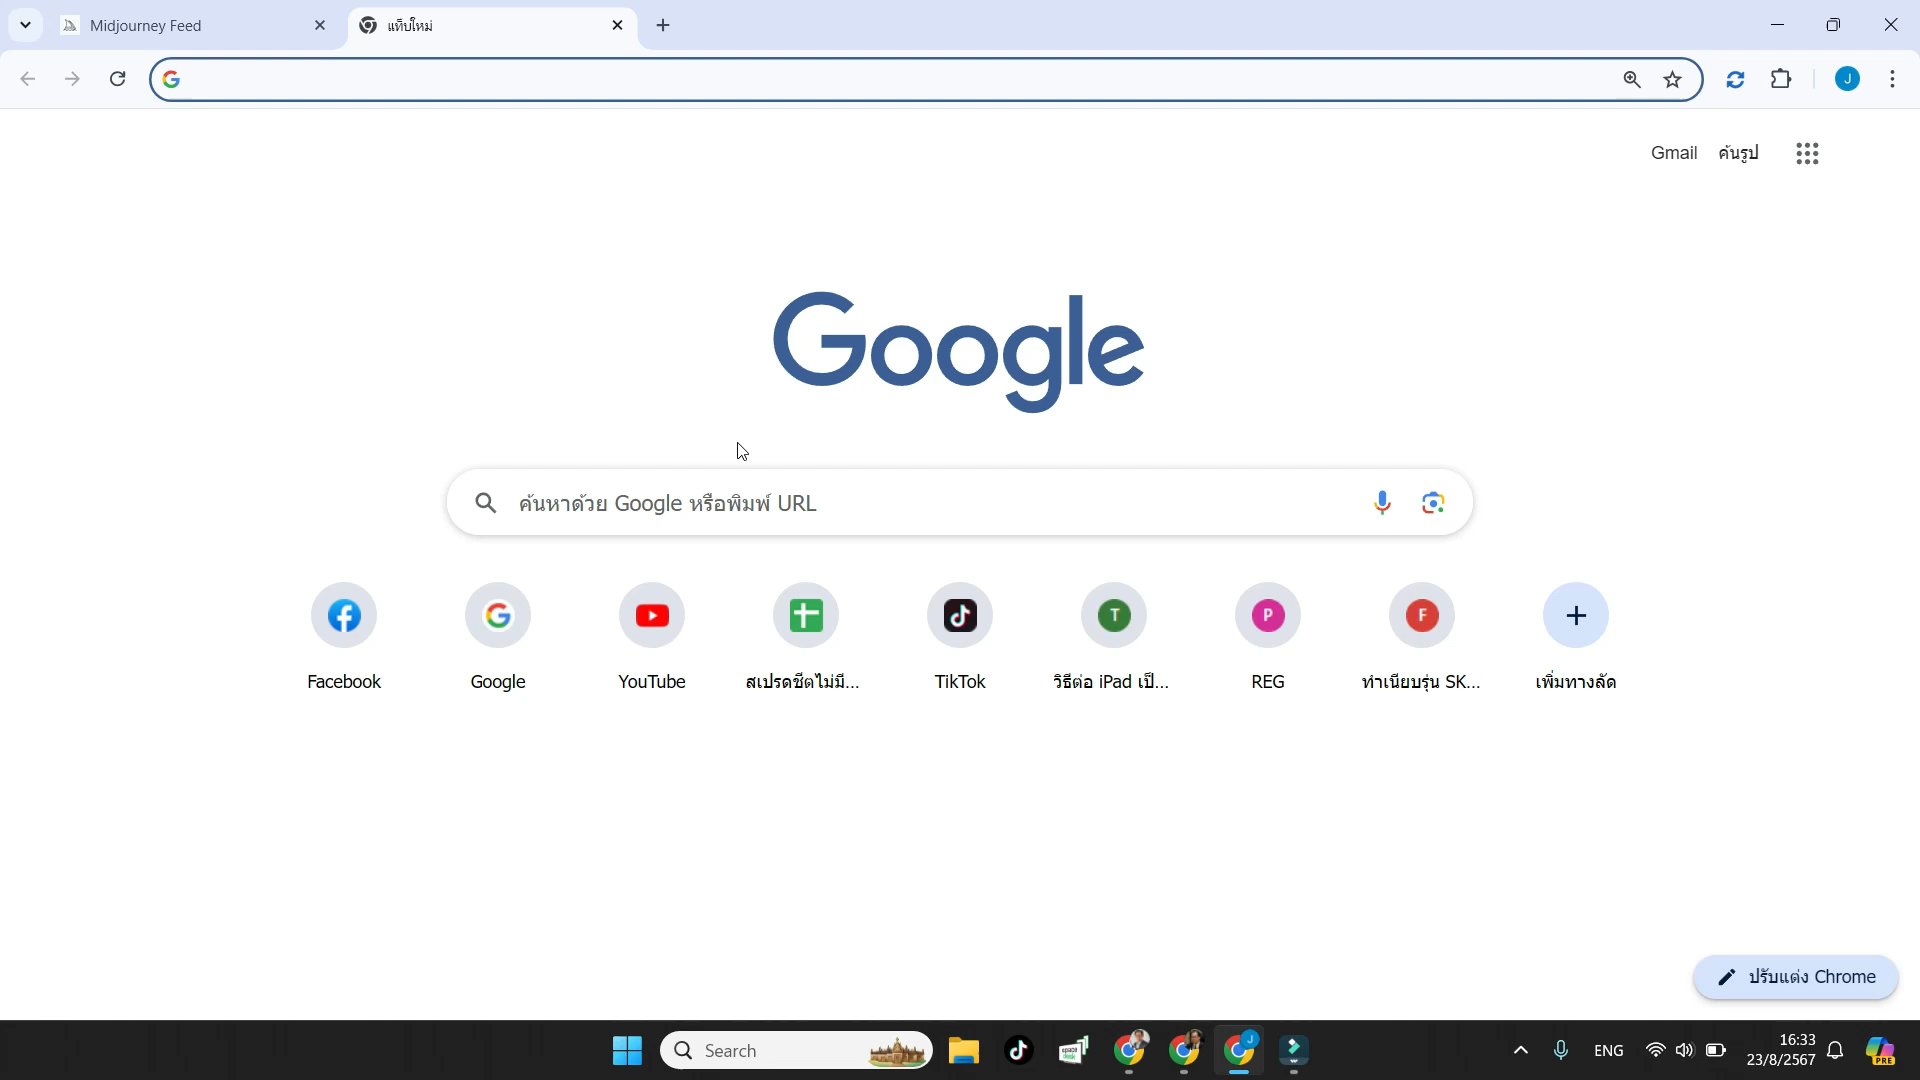 Midjourney Feed
แท็บใหม่
J
Gmail ค้นรูป
Google
ค้นหาด้วย Google หรือพิมพ์ URL
T P F
Facebook Google YouTube สเปรดชีตไม่มี... TikTok วิธีต่อ iPad เป็... REG ทำเนียบรุ่น SK... เพิ่มทางลัด
ปรับแต่ง Chrome
Search
space desk
J
ENG
16:33
23/8/2567
PRE